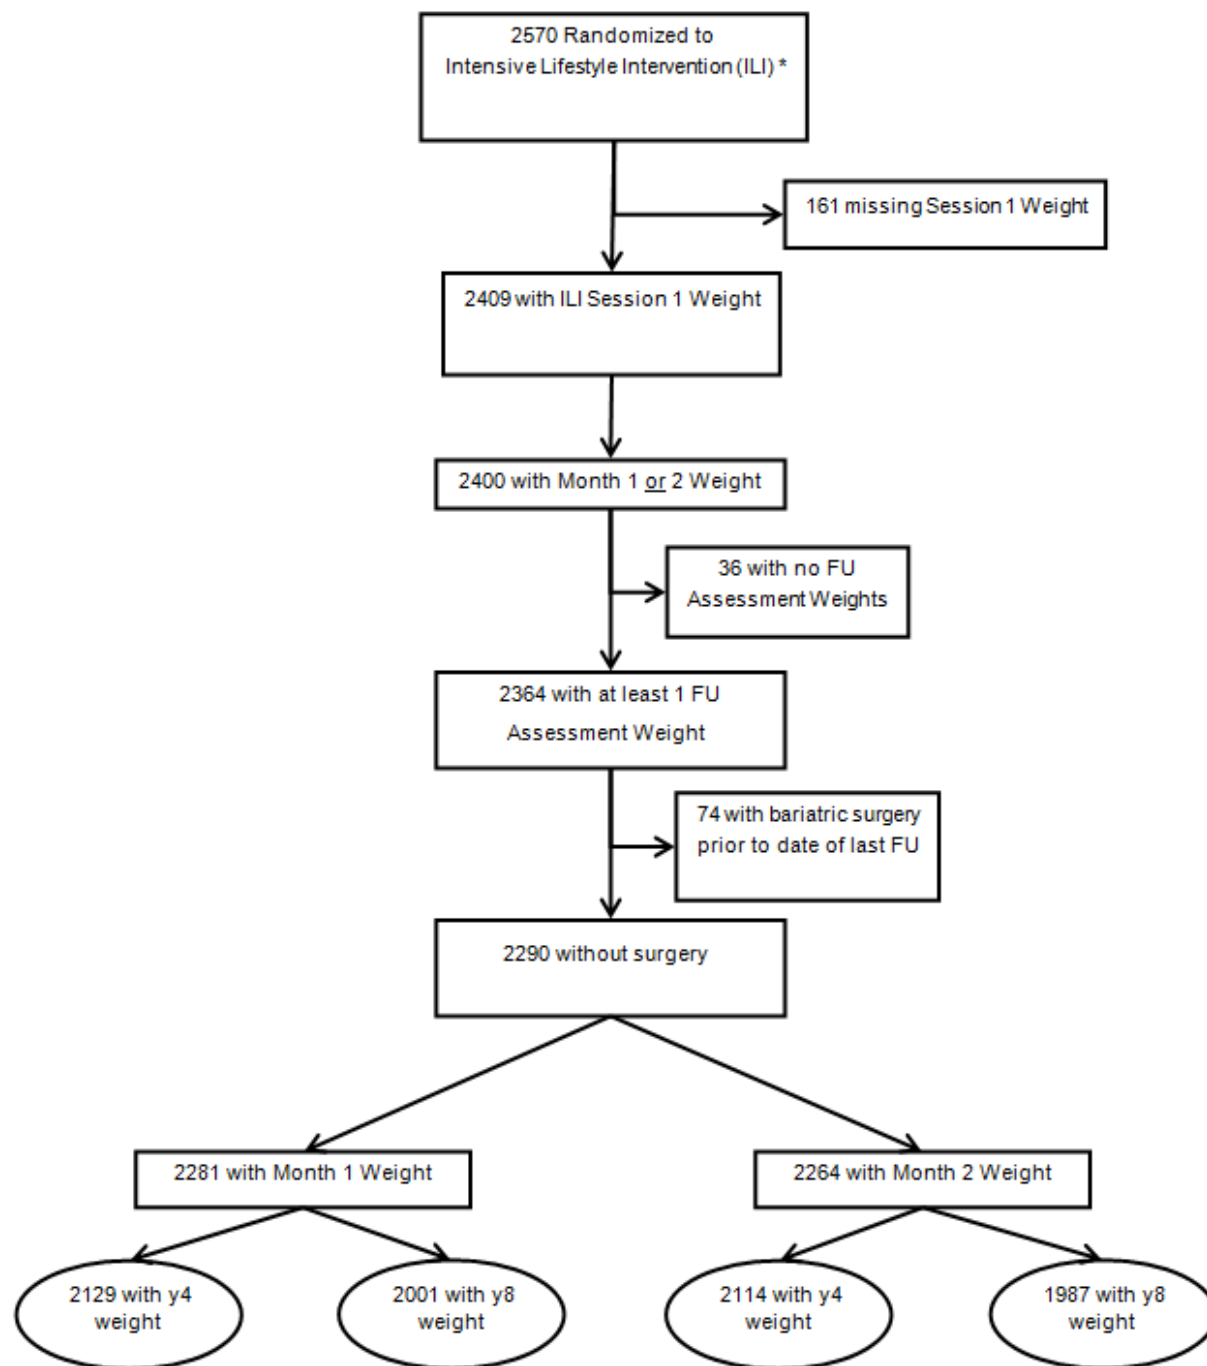 2570 Randomized to
Intensive Lifestyle Intervention (ILI) *
161 missing Session 1 Weight
2409 with ILI Session 1 Weight
2400 with Month 1 or 2 Weight
36 with no FU
Assessment Weights
2364 with at least 1 FU
Assessment Weight
74 with bariatric surgery
prior to date of last FU
2290 without surgery
2281 with Month 1 Weight
2264 with Month 2 Weight
2129 with y4
weight
2001 with y8
weight
2114 with y4
weight
1987 with y8
weight